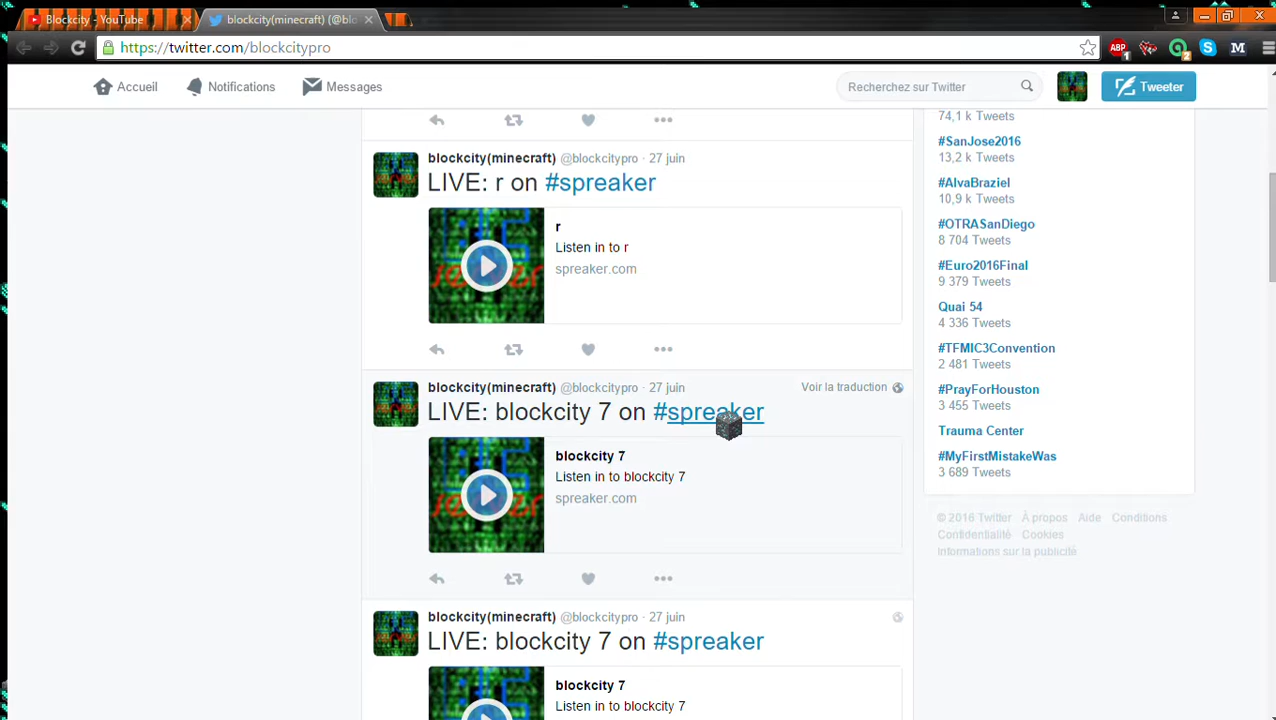 Blockcity - YouTube
blockcity(minecraft) (@blo
https://twitter.com/blockcitypro
ABP
1
2
M
Accueil
Notifications
Messages
Recherchez sur Twitter
Tweeter
blockcity(minecraft) @blockcitypro · 27 juin
LIVE: r on #spreaker
r
Listen in to r
spreaker.com
blockcity(minecraft) @blockcitypro · 27 juin
Voir la traduction
LIVE: blockcity 7 on #spreaker
blockcity 7
Listen in to blockcity 7
spreaker.com
blockcity(minecraft) @blockcitypro · 27 juin
LIVE: blockcity 7 on #spreaker
blockcity 7
Listen in to blockcity 7
74,1 k Tweets
#SanJose2016
13,2 k Tweets
#AlvaBraziel
10,9 k Tweets
#OTRASanDiego
8 704 Tweets
#Euro2016Final
9 379 Tweets
Quai 54
4 336 Tweets
#TFMIC3Convention
2 481 Tweets
#PrayForHouston
3 455 Tweets
Trauma Center
#MyFirstMistakeWas
3 689 Tweets
© 2016 Twitter À propos Aide Conditions
Confidentialité Cookies
Informations sur la publicité